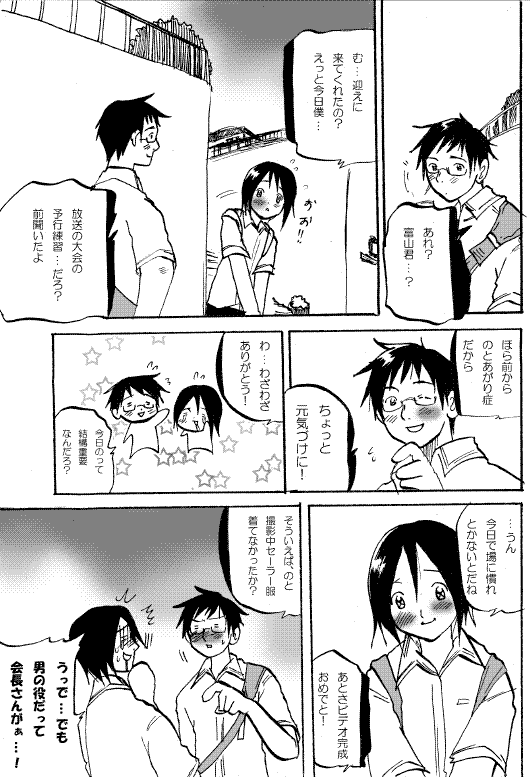 あれ？
富山君…？
む…迎えに
来てくれたの？
えっと今日僕…
かぁぁ!!
放送の大会の
予行練習…だろ？
前聞いたよ
ほら前から
のとあがり症
だから
ちょっと
元気づけに！
わ…わざわざ
ありがとう！
今日のって
結構重要
なんだろ？
…うん
今日で場に慣れ
とかないとだね
あとさビデオ完成
おめでと！
そういえば、のと
撮影中セーラー服
着てなかったか？
うっで…でも
男の役だって
会長さんがぁ…！